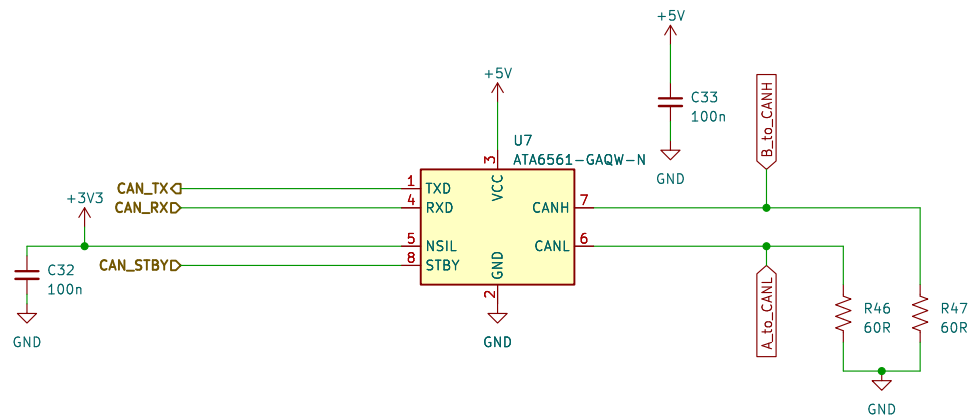 +5V
C33
100n
GND
B_to_CANH
+5V
U7
ATA6561-GAQW-N
3
VCC
CAN_TX
1
TXD
CAN_RX
4
RXD
CANH
7
+3V3
5
NSIL
CANL
6
CAN_STBY
8
STBY
GND
2
GND
C32
100n
GND
A_to_CANL
R46
60R
R47
60R
GND